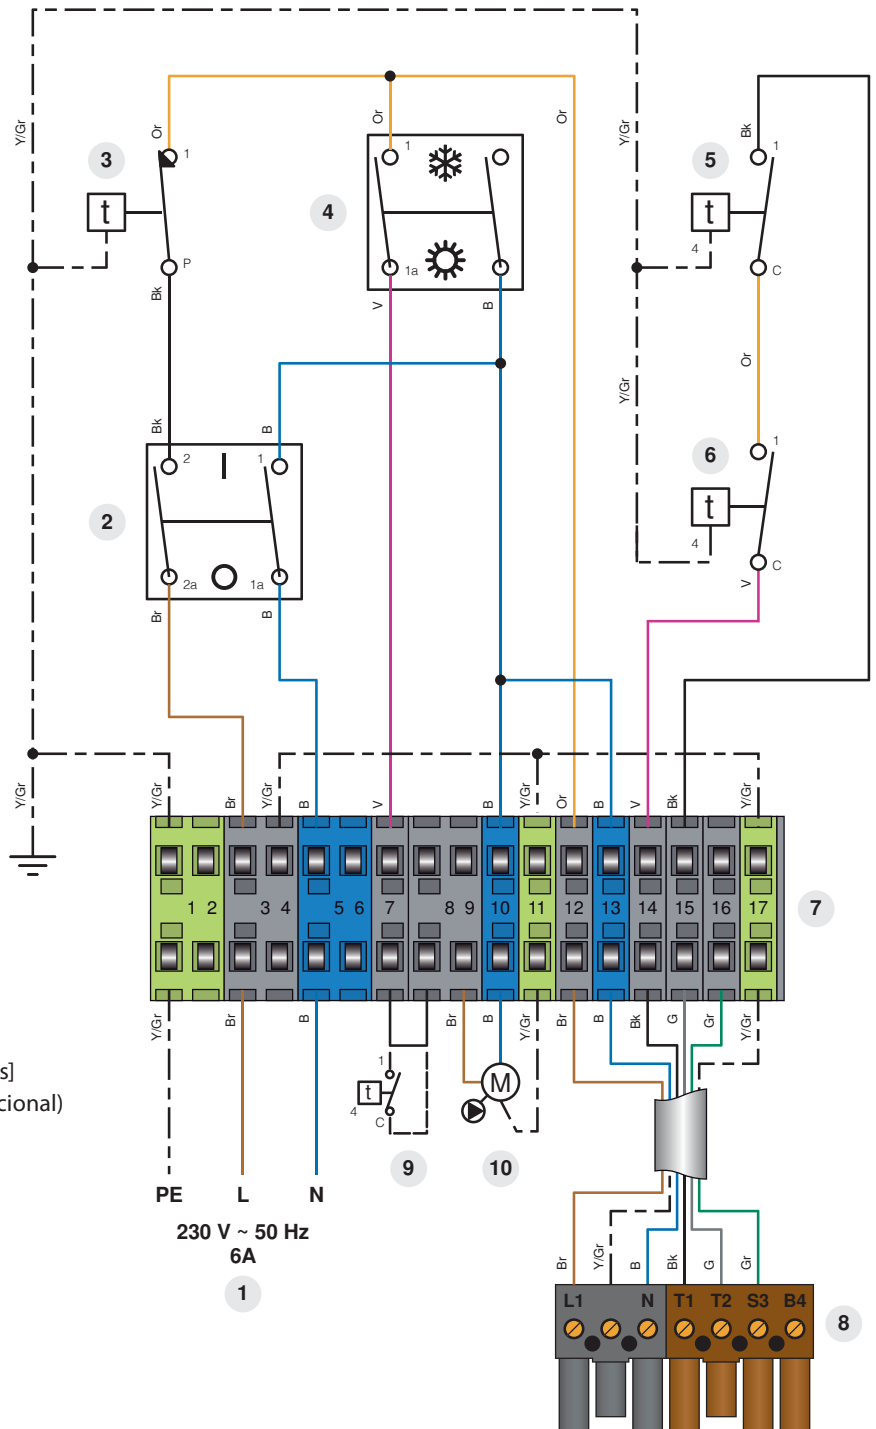 Y/Gr
Or
Or
Or
Y/Gr
Bk
3
1
t
P
Bk
4
1
1a
V
B
5
1
t
4
C
Or
Y/Gr
6
1
t
4
C
V
Bk
B
2
2
1
2a
1a
Br
B
Y/Gr
Y/Gr
Br
Y/Gr
B
V
B
Y/Gr
Or
B
V
Bk
Y/Gr
1 2 3 4 5 6 7 8 9 10 11 12 13 14 15 16 17
7
Y/Gr
Br
B
Br
B
Y/Gr
Br
B
Bk
G
Gr
Y/Gr
s]
cional)
1
t
4
C
M
9
10
PE L N
230 V ~ 50 Hz
6A
1
Br
Y/Gr
B
Bk
G
Gr
L1 N T1 T2 S3 B4
8